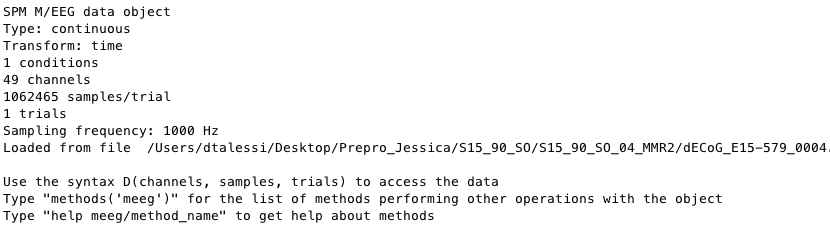 SPM M/EEG data object
Type: continuous
Transform: time
1 conditions
49 channels
1062465 samples/trial
1 trials
Sampling frequency: 1000 Hz
Loaded from file  /Users/dtalessi/Desktop/Prepro_Jessica/S15_90_SO/S15_90_SO_04_MMR2/dECoG_E15-579_0004.
Use the syntax D(channels, samples, trials) to access the data
Type "methods('meeg')" for the list of methods performing other operations with the object
Type "help meeg/method_name" to get help about methods